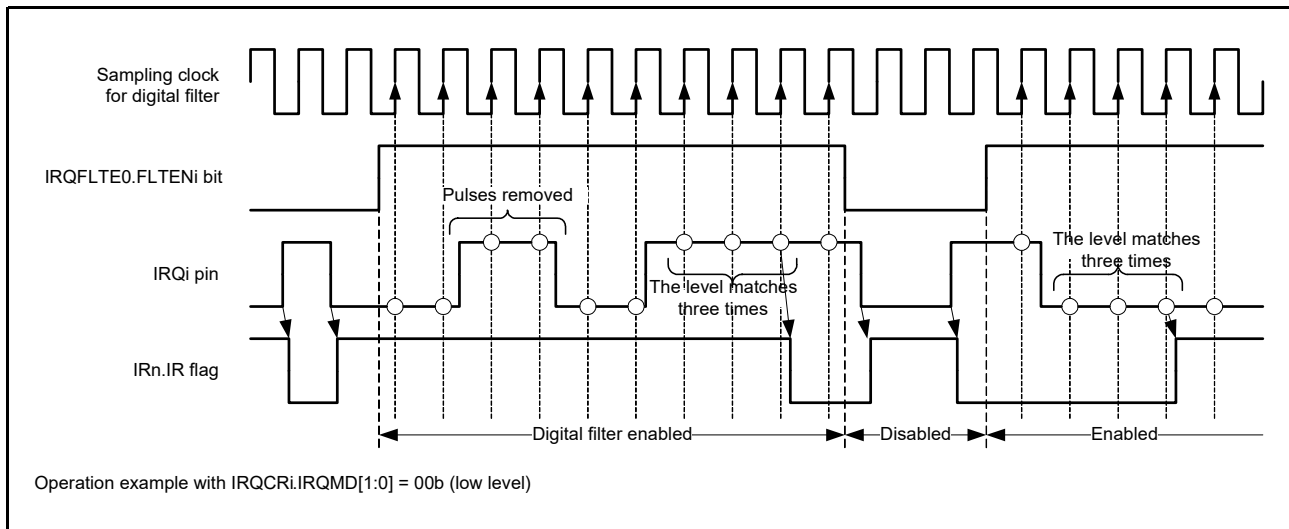 Sampling clock
for digital filter
IRQFLTE0.FLTENi bit
Pulses removed
IRQi pin
The level matches
three times
The level matches
three times
IRn.IR flag
Digital filter enabled
Disabled
Enabled
Operation example with IRQCRi.IRQMD[1:0] = 00b (low level)